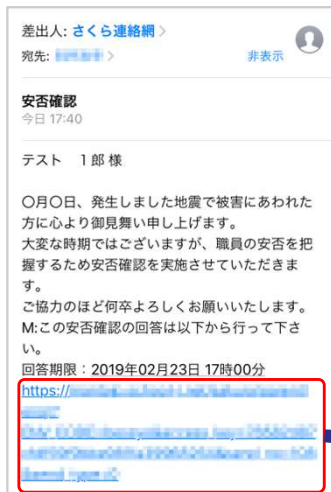 差出人: さくら連絡網 >
宛先: >
非表示
安否確認
今日 17:40
テスト 1郎 様
〇月〇日、発生しました地震で被害にあわれた
方に心より御見舞い申し上げます。
大変な時期ではございますが、職員の安否を把
握するため安否確認を実施させていただきま
す。
ご協力のほど何卒よろしくお願いいたします。
M:この安否確認の回答は以下から行って下さ
い。
回答期限：2019年02月23日 17時00分
https://